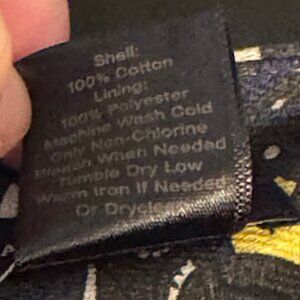 Shell:
100% Cotton
Lining:
100% Polyester
Machine Wash Cold
Only Non-Chlorine
Bleach When Needed
Tumble Dry Low
Warm Iron If Needed
Or Dryclean